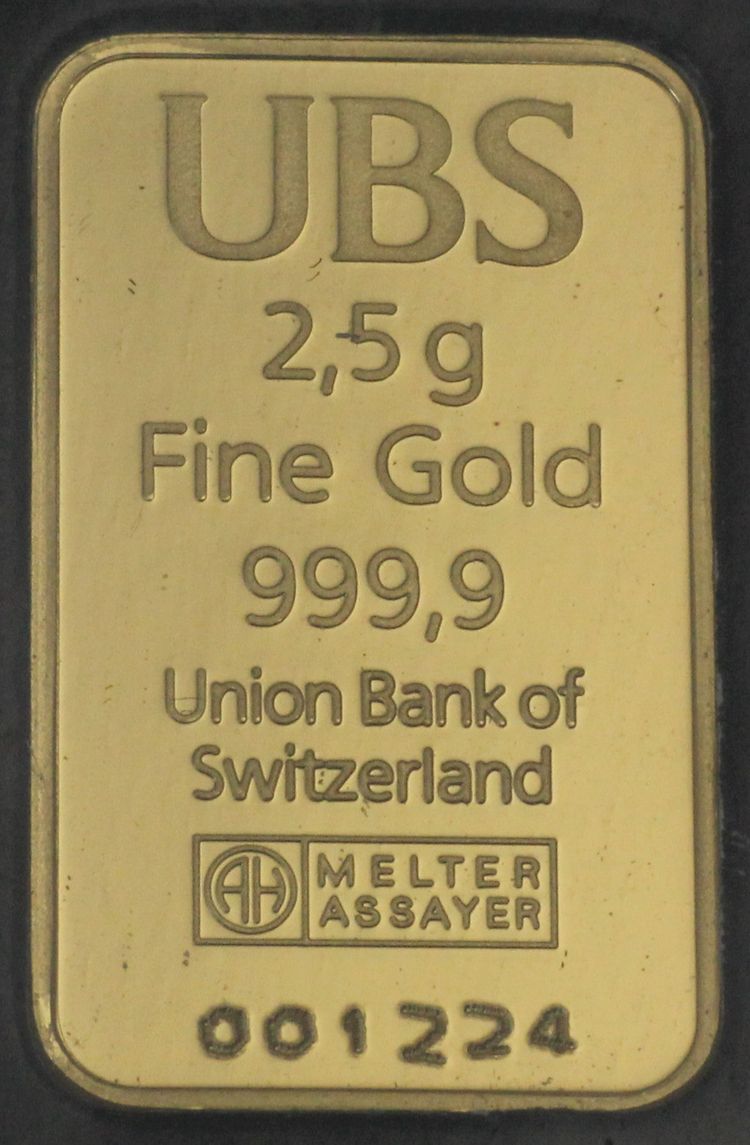 UBS
2,5 g
Fine Gold
999,9
Union Bank of
Switzerland
AH MELTER
ASSAYER
001224